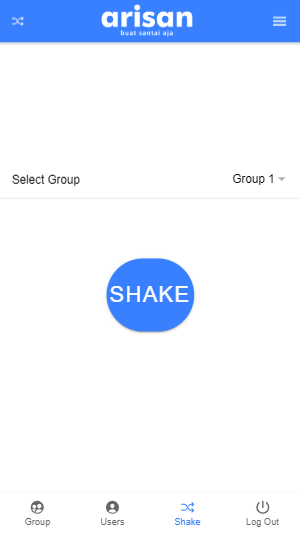 arisan
buat santai aja
Select Group
Group 1
SHAKE
Group
Users
Shake
Log Out